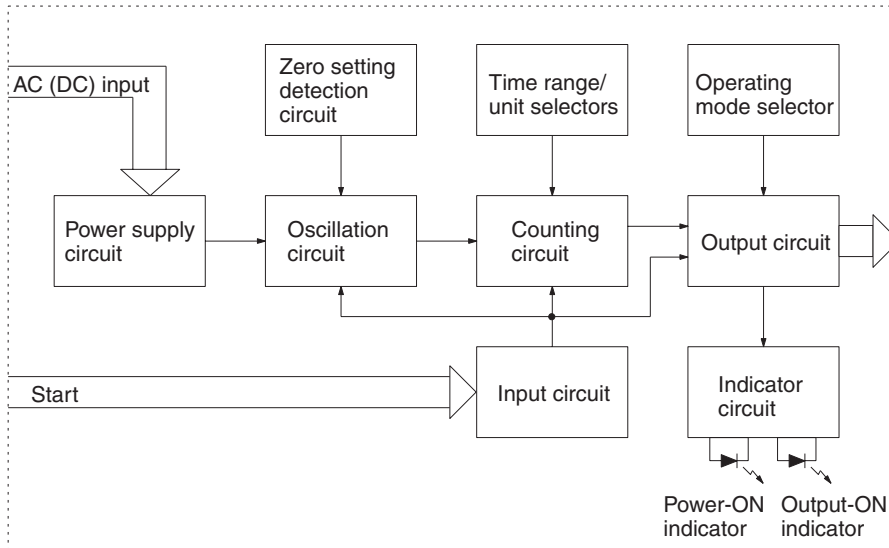 AC (DC) input
Zero setting
detection
circuit
Time range/
unit selectors
Operating
mode selector
Power supply
circuit
Oscillation
circuit
Counting
circuit
Output circuit
Start
Input circuit
Indicator
circuit
Power-ON
indicator
Output-ON
indicator